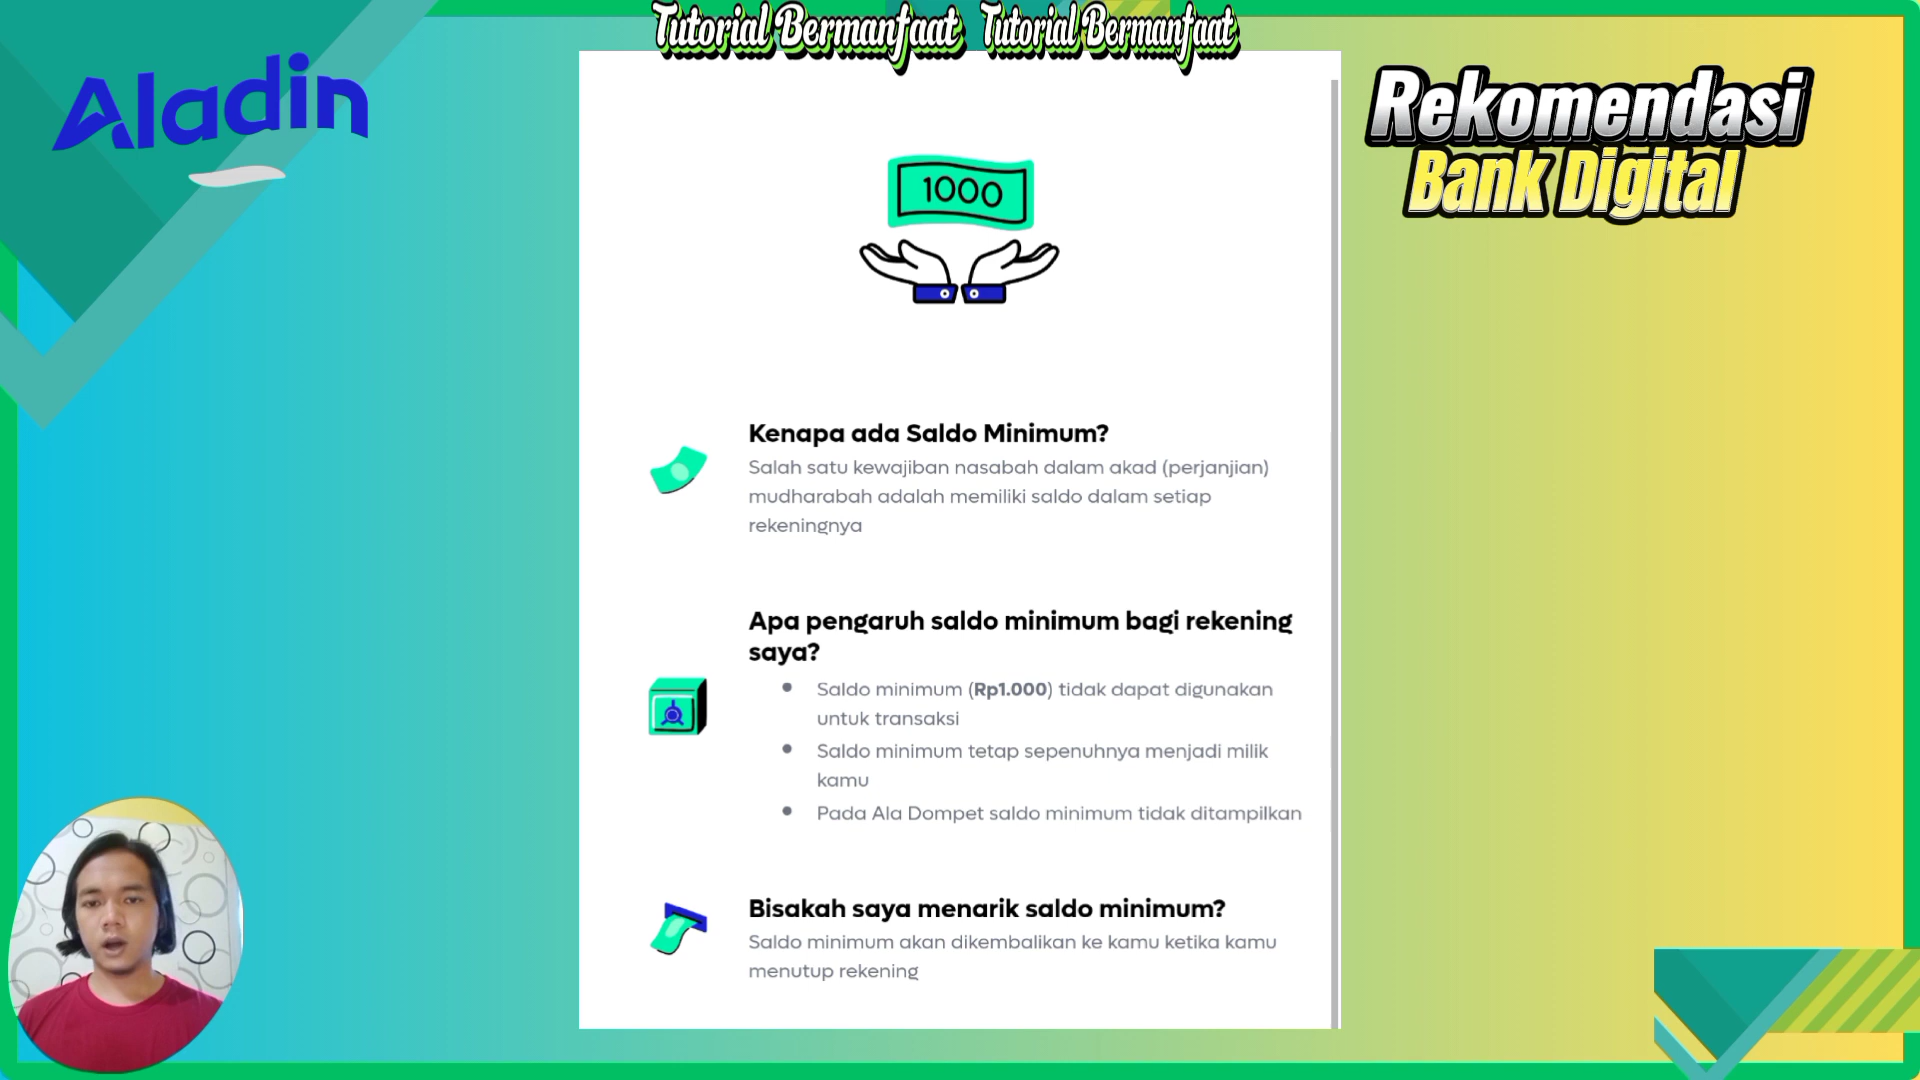 Tutorial Bermanfaat Tutorial Bermanfaat
Aladin
Rekomendasi
Bank Digital
1000
Kenapa ada Saldo Minimum?
Salah satu kewajiban nasabah dalam akad (perjanjian)
mudharabah adalah memiliki saldo dalam setiap
rekeningnya
Apa pengaruh saldo minimum bagi rekening
saya?
Saldo minimum (Rp1.000) tidak dapat digunakan
untuk transaksi
Saldo minimum tetap sepenuhnya menjadi milik
kamu
Pada Ala Dompet saldo minimum tidak ditampilkan
Bisakah saya menarik saldo minimum?
Saldo minimum akan dikembalikan ke kamu ketika kamu
menutup rekening